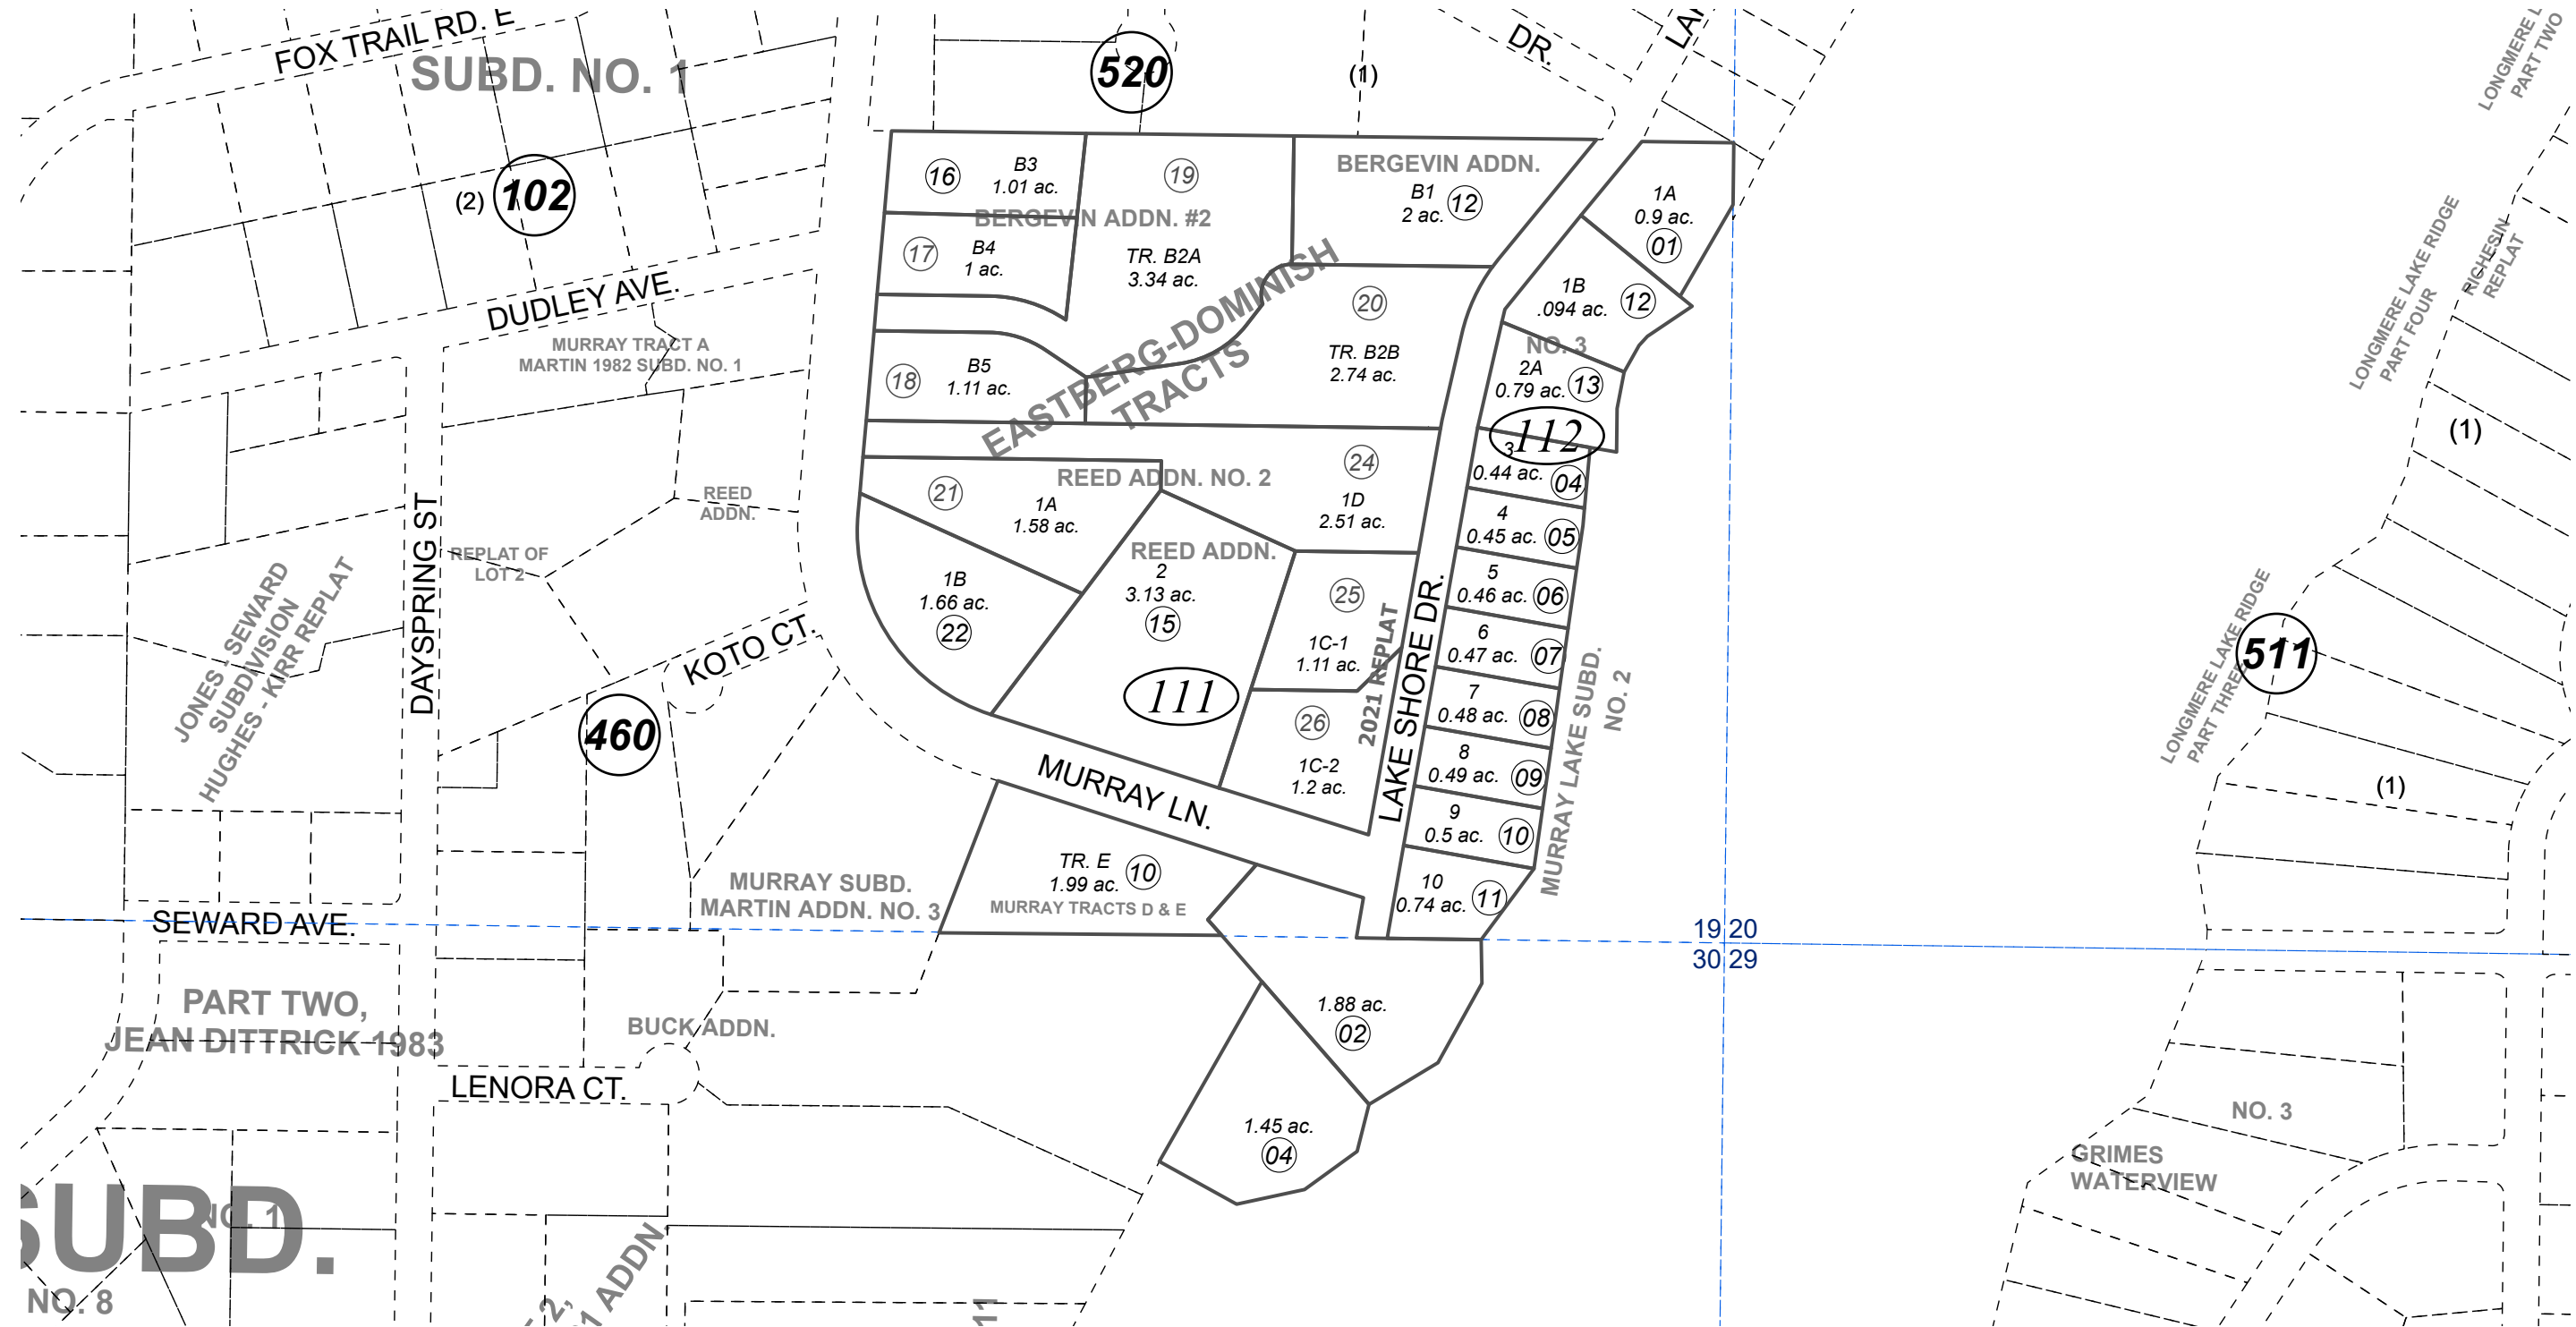 FOX TRAIL RD. E
SUBD. NO. 1
520
(1)
DR.
LONGMERE L
PART TWO
(2)
102
DUDLEY AVE.
MURRAY TRACT A
MARTIN 1982 SUBD. NO. 1
16
B3
1.01 ac.
19
BERGEVIN ADDN.
B1
2 ac.
12
BERGEVIN ADDN. #2
17
B4
1 ac.
TR. B2A
3.34 ac.
1A
0.9 ac.
01
1B
.094 ac.
12
20
TR. B2B
2.74 ac.
18
B5
1.11 ac.
EASTBERG-DOMINISH
TRACTS
NO. 3
2A
0.79 ac.
13
112
3
0.44 ac.
04
4
0.45 ac.
05
5
0.46 ac.
06
6
0.47 ac.
07
7
0.48 ac.
08
8
0.49 ac.
09
9
0.5 ac.
10
10
0.74 ac.
11
REED ADDN. NO. 2
24
1D
2.51 ac.
21
1A
1.58 ac.
REED ADDN.
2
3.13 ac.
15
1B
1.66 ac.
22
25
1C-1
1.11 ac.
111
26
1C-2
1.2 ac.
2021 REPLAT
LAKE SHORE DR.
MURRAY LAKE SUBD.
NO. 2
MURRAY LN.
TR. E
1.99 ac.
10
MURRAY TRACTS D & E
1.88 ac.
02
1.45 ac.
04
REED
ADDN.
REPLAT OF
LOT 2
DAYSPRING ST
JONES - SEWARD
SUBDIVISION
HUGHES - KIRR REPLAT
KOTO CT.
460
MURRAY SUBD.
MARTIN ADDN. NO. 3
SEWARD AVE.
PART TWO,
JEAN DITTRICK 1983
BUCK ADDN.
LENORA CT.
SUBD.
NO. 1
NO. 8
ADDN.
19 20
30 29
LONGMERE LAKE RIDGE
PART FOUR
RICHESIN
REPLAT
(1)
LONGMERE LAKE RIDGE
PART THREE
511
(1)
NO. 3
GRIMES
WATERVIEW